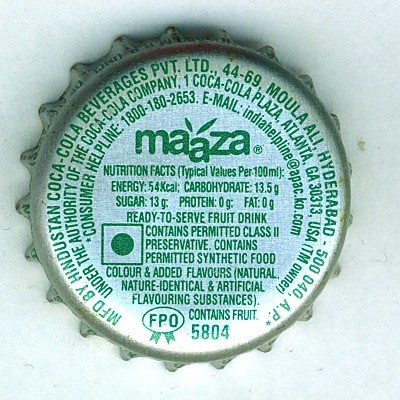 MFD BY HINDUSTAN COCA-COLA BEVERAGES PVT. LTD., 44-69, MOULA ALI, HYDERABAD - 500 040, A.P*
UNDER THE AUTHORITY OF THE COCA-COLA COMPANY, 1 COCA-COLA PLAZA, ATLANTA, GA 30313, USA (TM owner).
*CONSUMER HELPLINE: 1800-180-2653. E-MAIL: indiahelpline@apac.ko.com
maaza®
NUTRITION FACTS (Typical Values Per 100ml):
ENERGY: 54Kcal; CARBOHYDRATE: 13.5g
SUGAR: 13g; PROTEIN: 0g; FAT: 0g
READY-TO-SERVE FRUIT DRINK
CONTAINS PERMITTED CLASS II
PRESERVATIVE. CONTAINS
PERMITTED SYNTHETIC FOOD
COLOUR & ADDED FLAVOURS (NATURAL,
NATURE-IDENTICAL & ARTIFICIAL
FLAVOURING SUBSTANCES).
FPO CONTAINS FRUIT.
5804